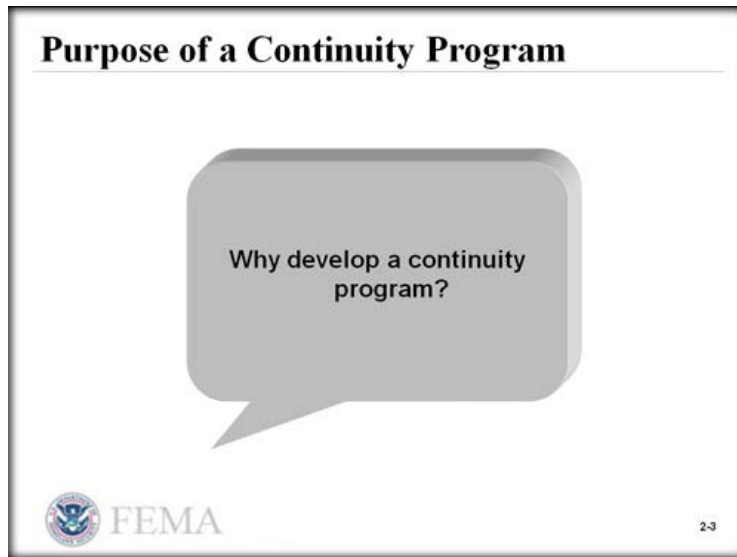 Purpose of a Continuity Program
Why develop a continuity
program?
FEMA
2-3